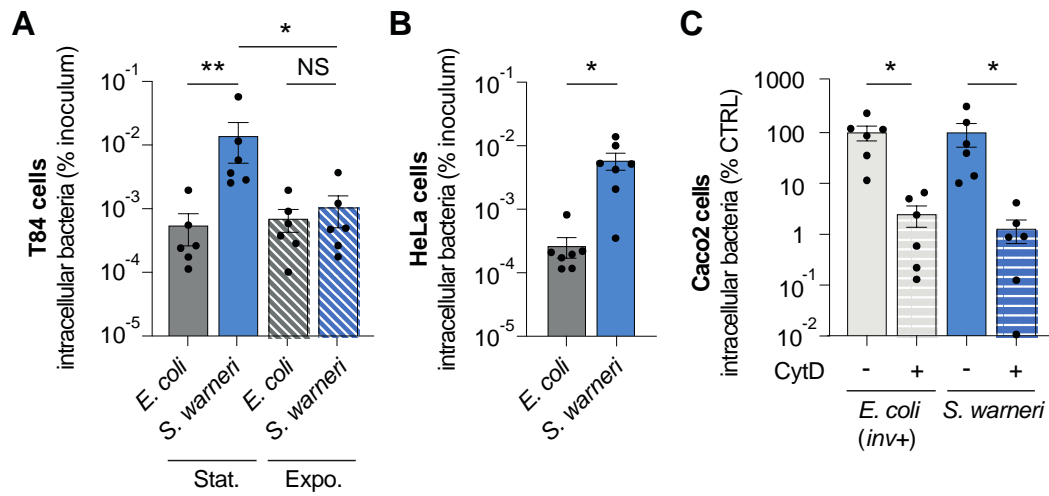 A
T84 cells
intracellular bacteria (% inoculum)
10-1
10-2
10-3
10-4
10-5
**
*
NS
E. coli
S. warneri
E. coli
S. warneri
Stat.
Expo.
B
HeLa cells
intracellular bacteria (% inoculum)
10-1
10-2
10-3
10-4
10-5
*
E. coli
S. warneri
C
Caco2 cells
intracellular bacteria (% CTRL)
1000
100
10
1
10-1
10-2
*
*
CytD
- + - +
E. coli
(inv+)
S. warneri